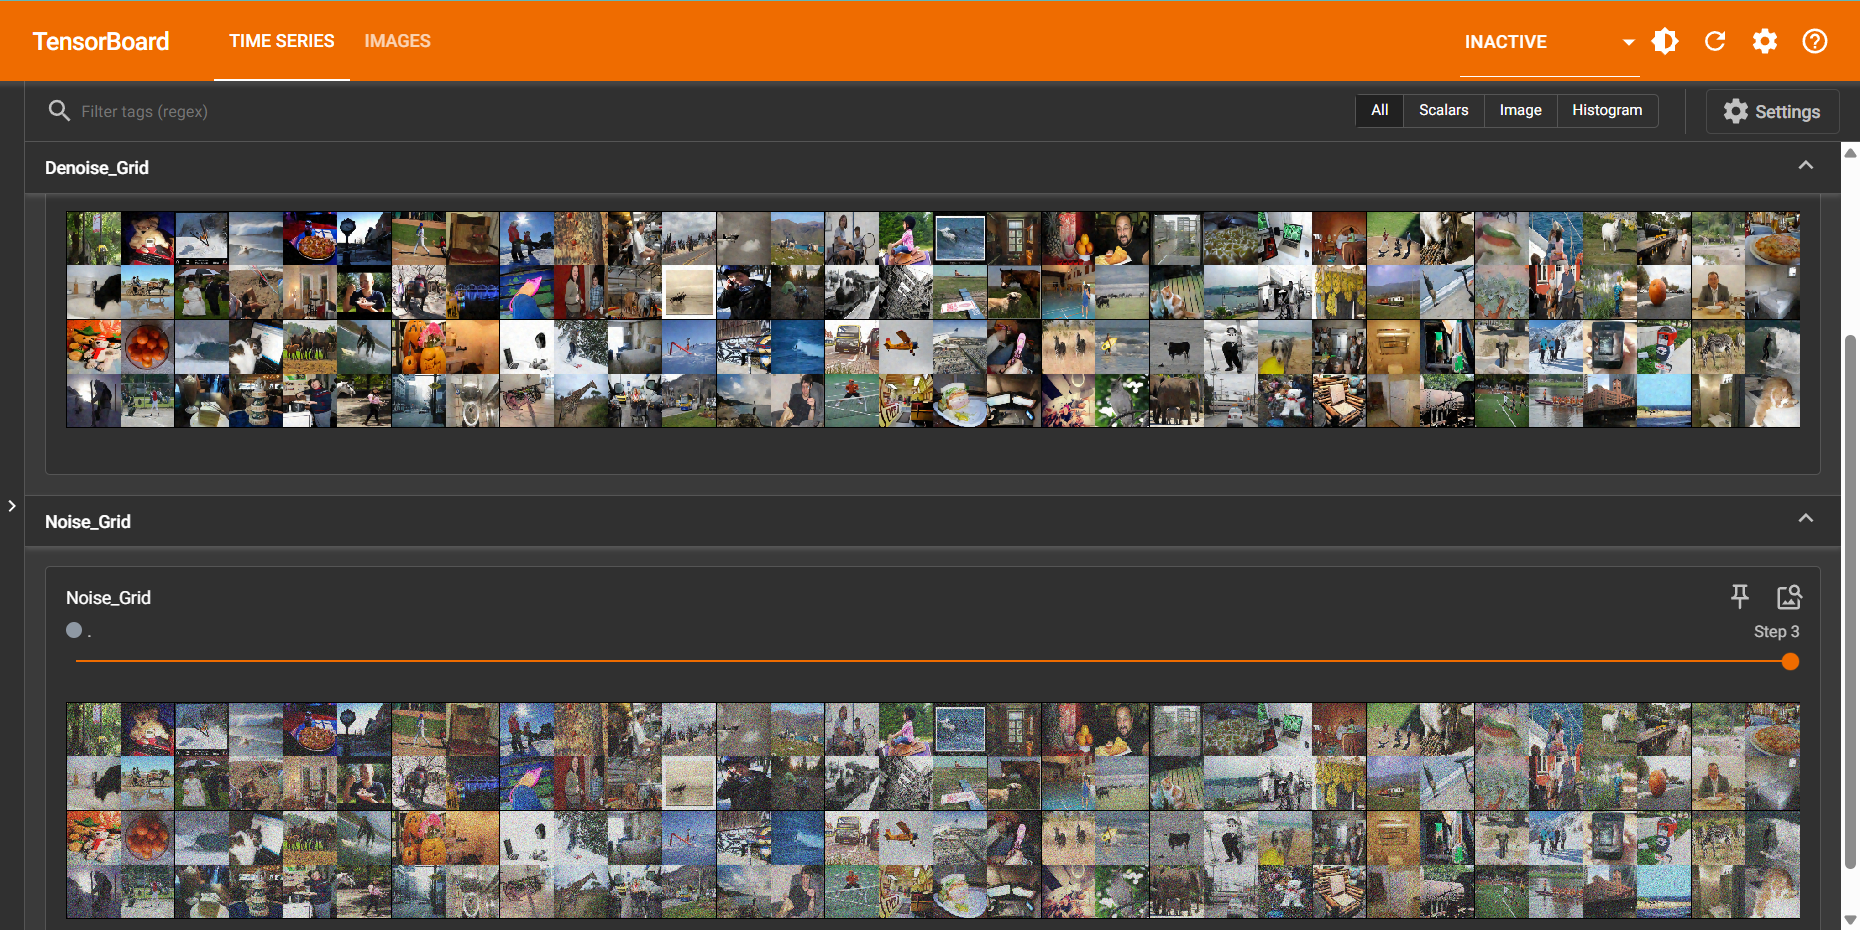 TensorBoard TIME SERIES IMAGES INACTIVE
Filter tags (regex) All Scalars Image Histogram Settings
Denoise_Grid
Noise_Grid
Noise_Grid
. Step 3